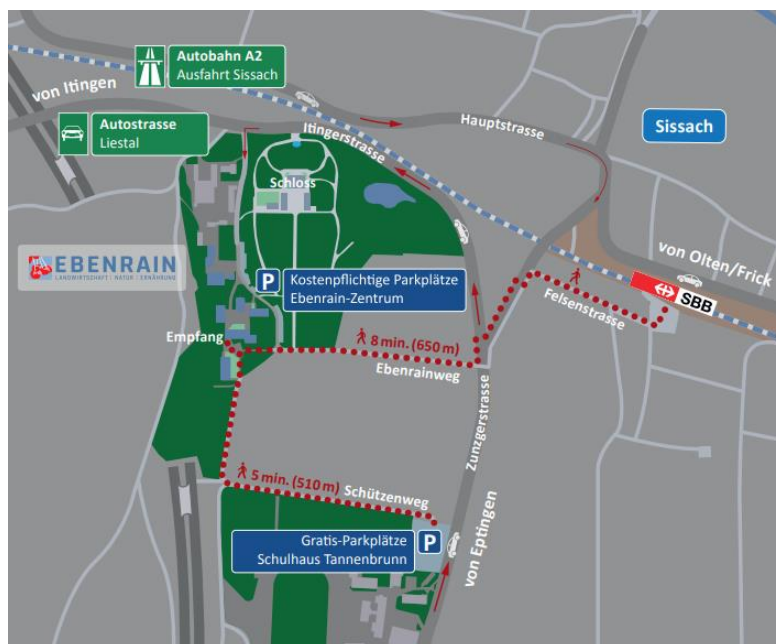 Autobahn A2
Ausfahrt Sissach
von Itingen
Autostrasse
Liestal
Itingerstrasse
Hauptstrasse
Sissach
Schloss
EBENRAIN
LANDWIRTSCHAFT | NATUR | ERNÄHRUNG
P
Kostenpflichtige Parkplätze
Ebenrain-Zentrum
von Olten/Frick
SBB
Felsenstrasse
Empfang
8 min. (650 m)
Ebenrainweg
Zunzgerstrasse
5 min. (510 m)
Schützenweg
Gratis-Parkplätze
Schulhaus Tannenbrunn
P
von Eptingen